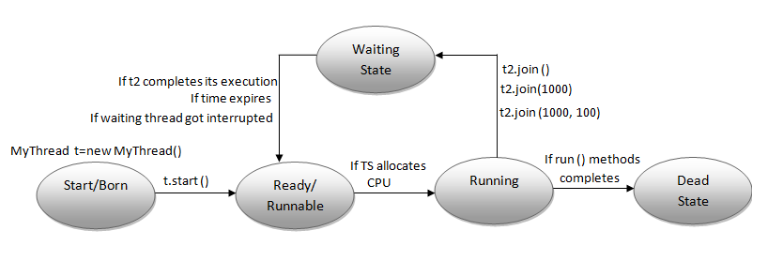 Waiting
State
t2.join ()
t2.join(1000)
t2.join (1000, 100)
If t2 completes its execution
If time expires
If waiting thread got interrupted
MyThread t=new MyThread()
Start/Born
t.start ()
Ready/
Runnable
If TS allocates
CPU
Running
If run () methods
completes
Dead
State